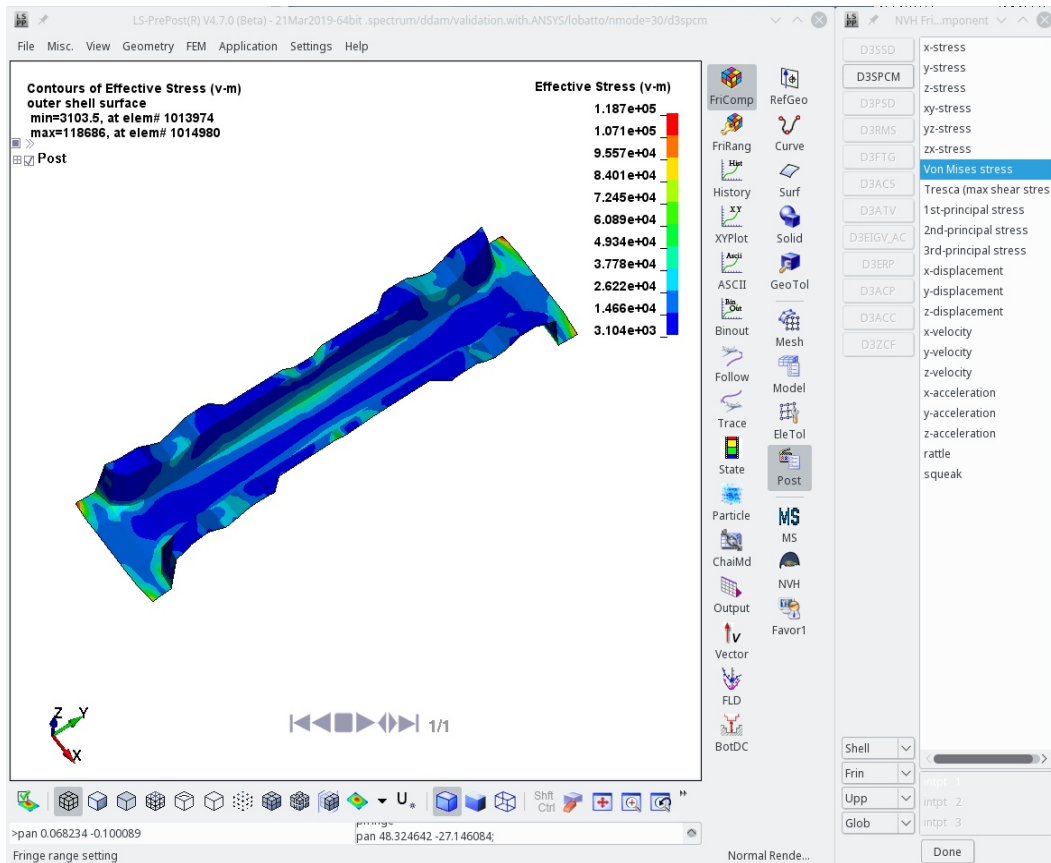 LS-PrePost(R) V4.7.0 (Beta) - 21Mar2019-64bit .spectrum/ddam/validation.with.ANSYS/lobatto/nmode=30/d3spcm
File Misc. View Geometry FEM Application Settings Help
Contours of Effective Stress (v-m)
outer shell surface
min=3103.5, at elem# 1013974
max=118686, at elem# 1014980
Post
Effective Stress (v-m)
1.187e+05
1.071e+05
9.557e+04
8.401e+04
7.245e+04
6.089e+04
4.934e+04
3.778e+04
2.622e+04
1.466e+04
3.104e+03
Z
Y
X
1/1
FriComp
FriRang
Hist
History
XY
XYPlot
Ascii
ASCII
Bin
Out
Binout
Follow
Trace
State
Particle
ChaiMd
Output
V
Vector
FLD
BotDC
RefGeo
Curve
Surf
Solid
GeoTol
Mesh
Model
EleTol
Post
MS
MS
NVH
Favor1
Shft
Ctrl
>pan 0.068234 -0.100089
pan 48.324642 -27.146084;
Fringe range setting
Normal Rende...
NVH Fri...mponent
D3SSD
D3SPCM
D3PSD
D3RMS
D3FTG
D3ACS
D3ATV
D3EIGV_AC
D3ERP
D3ACP
D3ACC
D3ZCF
x-stress
y-stress
z-stress
xy-stress
yz-stress
zx-stress
Von Mises stress
Tresca (max shear stres
1st-principal stress
2nd-principal stress
3rd-principal stress
x-displacement
y-displacement
z-displacement
x-velocity
y-velocity
z-velocity
x-acceleration
y-acceleration
z-acceleration
rattle
squeak
Shell
Frin
Upp
Glob
intpt 1
intpt 2
intpt 3
Done